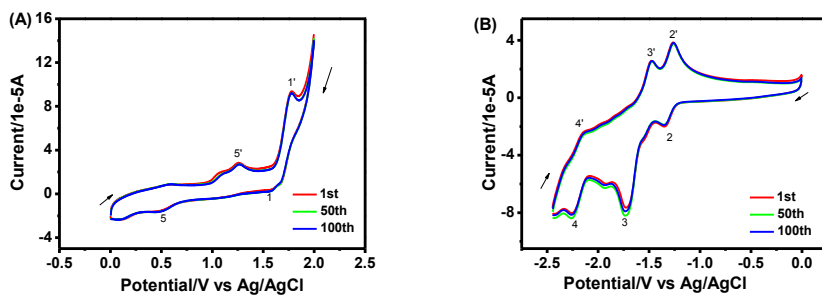 (A)
Current/1e-5A
16
12
8
4
0
-4
1'
5'
1
5
1st
50th
100th
-0.5 0.0 0.5 1.0 1.5 2.0 2.5
Potential/V vs Ag/AgCl
(B)
Current/1e-5A
4
0
-4
-8
2'
3'
4'
2
3
4
1st
50th
100th
-2.5 -2.0 -1.5 -1.0 -0.5 0.0
Potential/V vs Ag/AgCl